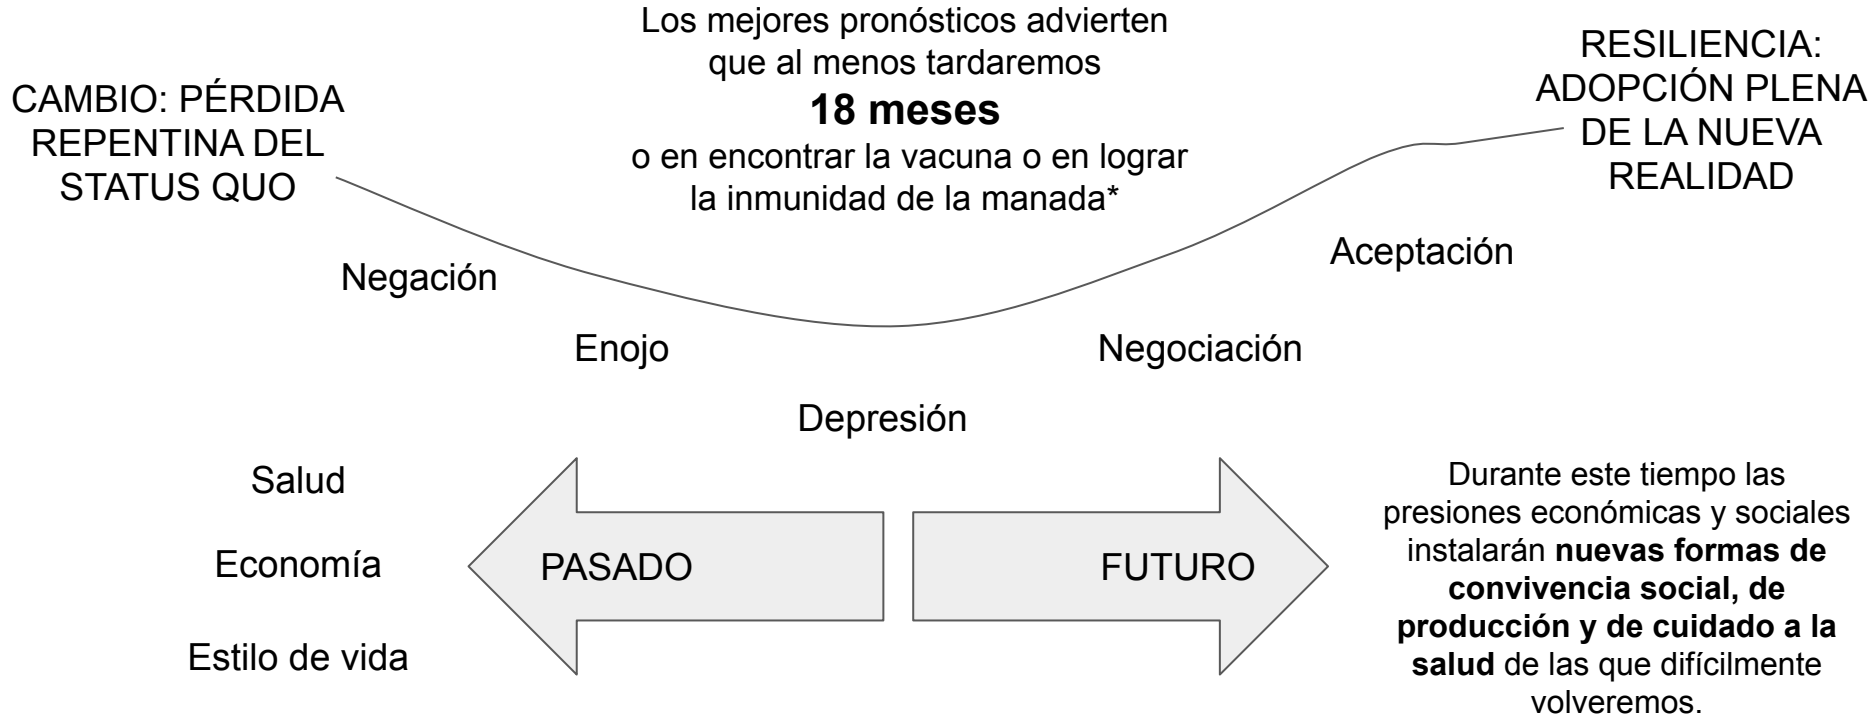 Los mejores pronósticos advierten
que al menos tardaremos
18 meses
o en encontrar la vacuna o en lograr
la inmunidad de la manada*
CAMBIO: PÉRDIDA
REPENTINA DEL
STATUS QUO
RESILIENCIA:
ADOPCIÓN PLENA
DE LA NUEVA
REALIDAD
Negación
Enojo
Depresión
Negociación
Aceptación
Salud
Economía
Estilo de vida
PASADO
FUTURO
Durante este tiempo las
presiones económicas y sociales
instalarán nuevas formas de
convivencia social, de
producción y de cuidado a la
salud de las que difícilmente
volveremos.